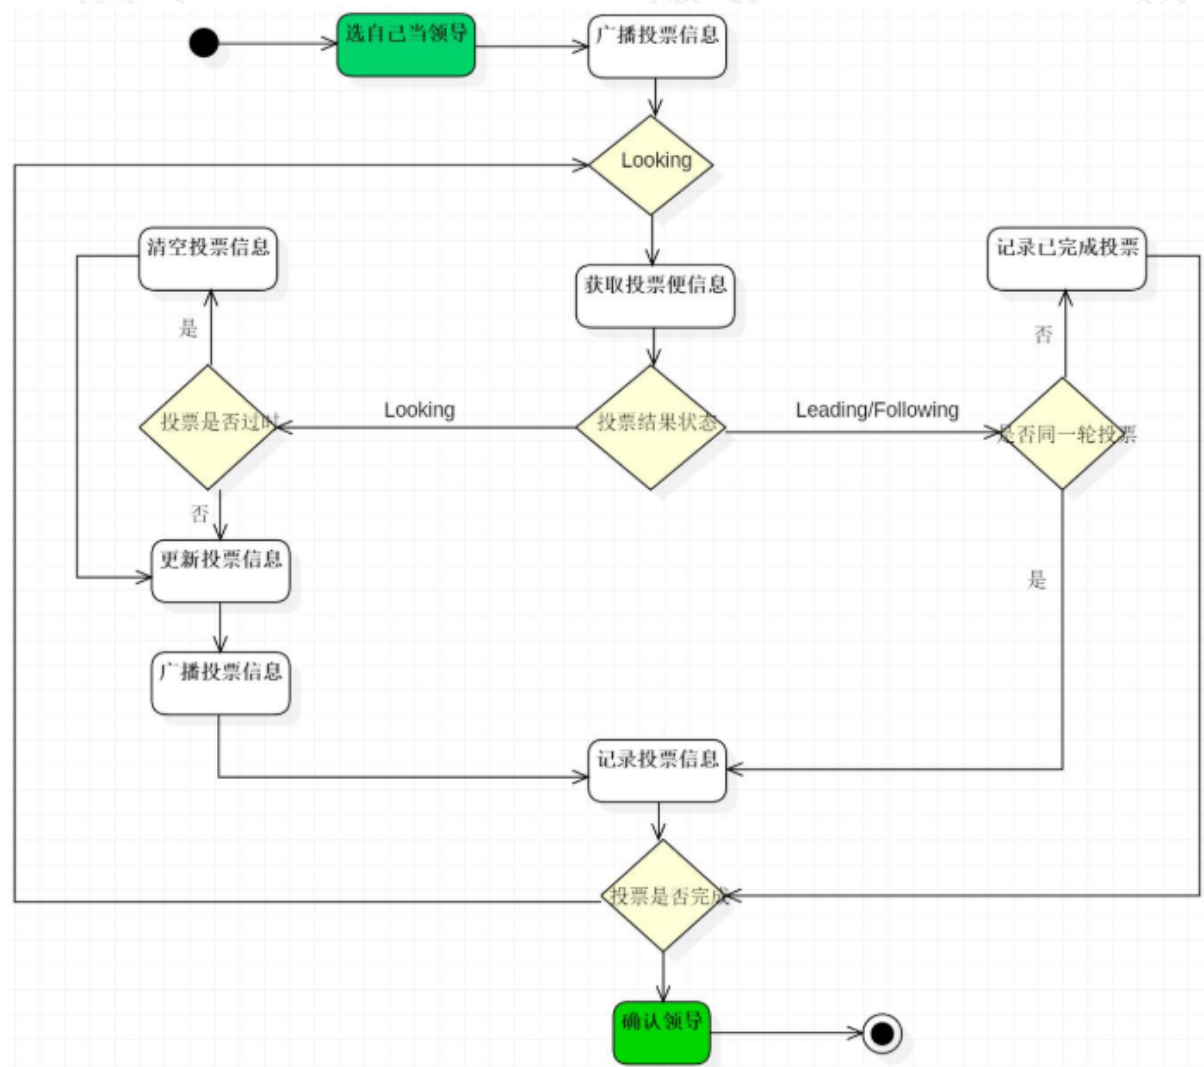 选自己当领导
广播投票信息
Looking
清空投票信息
获取投票便信息
记录已完成投票
是
否
Looking
Leading/Following
投票是否过时
投票结果状态
是否同一轮投票
否
更新投票信息
是
广播投票信息
记录投票信息
投票是否完成
确认领导